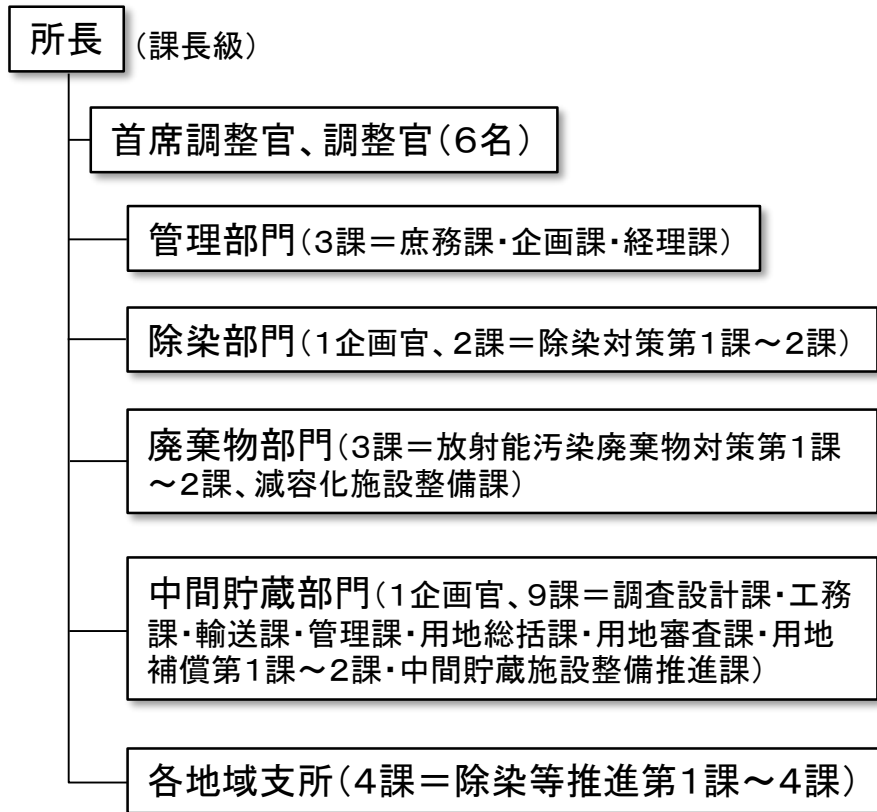 所長 (課長級)
首席調整官、調整官(6名)
管理部門(3課=庶務課・企画課・経理課)
除染部門(1企画官、2課=除染対策第1課～2課)
廃棄物部門(3課=放射能汚染廃棄物対策第1課
～2課、減容化施設整備課)
中間貯蔵部門(1企画官、9課=調査設計課・工務
課・輸送課・管理課・用地総括課・用地審査課・用地
補償第1課～2課・中間貯蔵施設整備推進課)
各地域支所(4課=除染等推進第1課～4課)